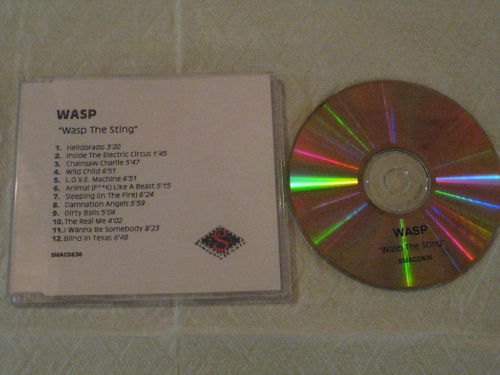 WASP
"Wasp The Sting"
1. Helldorado 3'20
2. Inside The Electric Circus 1'45
3. Chainsaw Charlie 5'47
4. Wild Child 6'51
5. L.O.V.E. Machine 6'51
6. Animal (F**K) Like A Beast 5'15
7. Sleeping (In The Fire) 6'24
8. Damnation Angels 5'59
9. Dirty Balls 5'04
10. The Real Me 4'02
11. I Wanna Be Somebody 8'23
12. Blind In Texas 6'48
SMACD836
WASP
"Wasp The Sting"
SMACD836